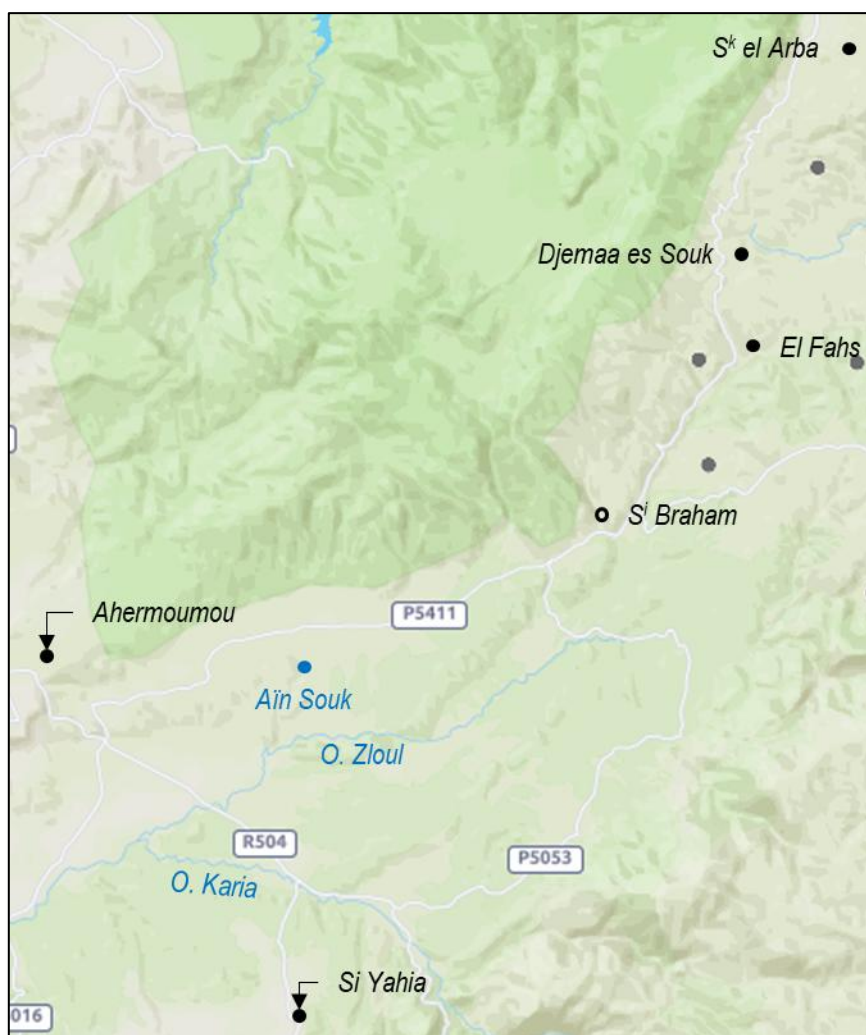 Sᵏ el Arba
Djemaa es Souk
El Fahs
Sⁱ Braham
Ahermoumou
P5411
Aïn Souk
O. Zloul
R504
P5053
O. Karia
Si Yahia
016